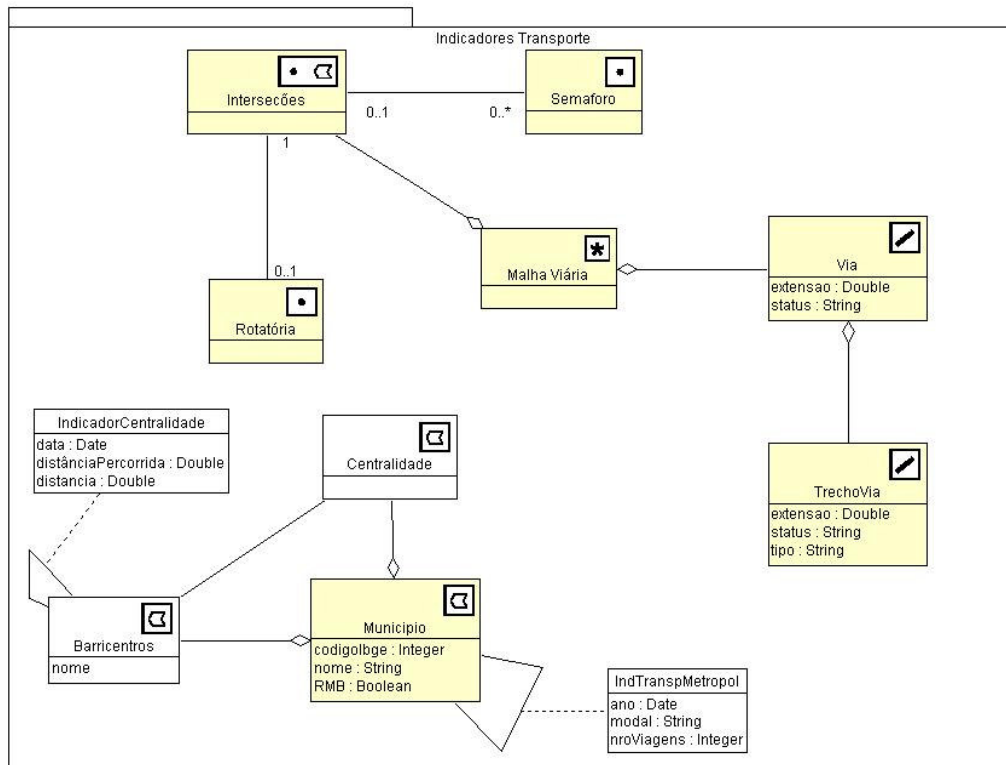 Indicadores Transporte
Intersecões
0..1
0..*
Semaforo
1
0..1
Rotatória
Malha Viária
Via
extensao : Double
status : String
TrechoVia
extensao : Double
status : String
tipo : String
IndicadorCentralidade
data : Date
distânciaPercorrida : Double
distancia : Double
Centralidade
Barricentros
nome
Municipio
codigoIbge : Integer
nome : String
RMB : Boolean
IndTranspMetropol
ano : Date
modal : String
nroViagens : Integer